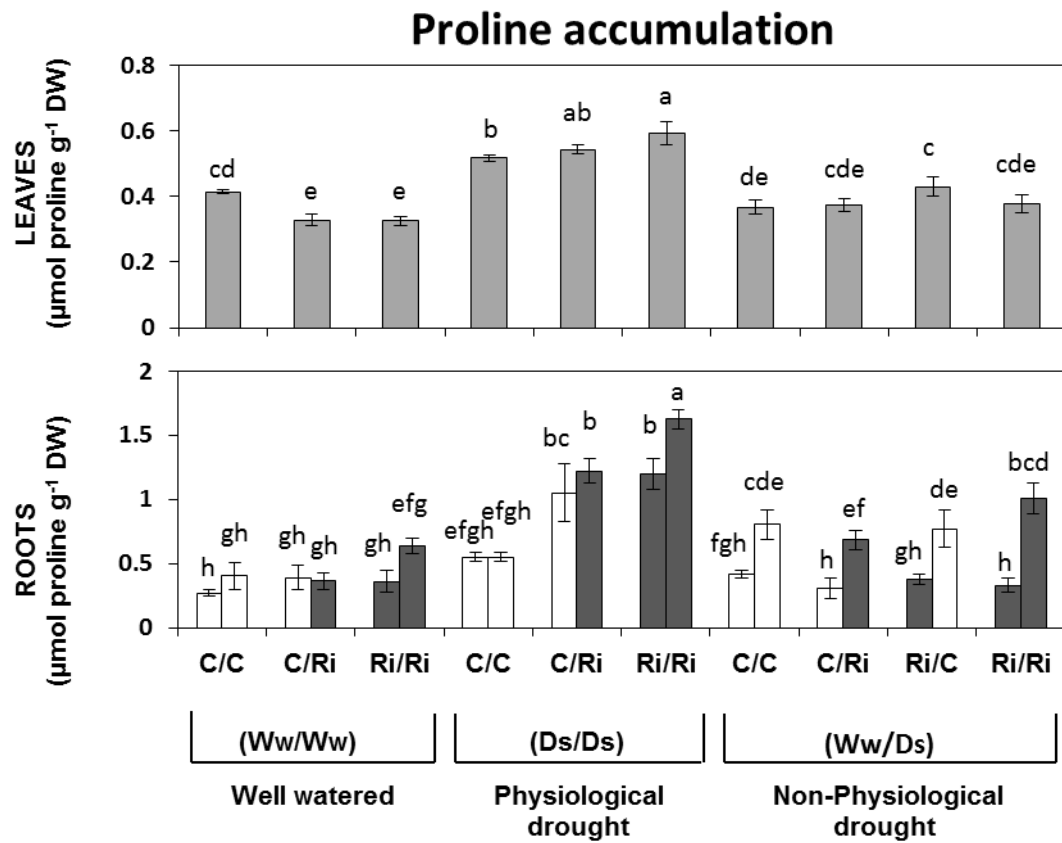 Proline accumulation
LEAVES
(µmol proline g⁻¹ DW)
0.8
0.6
0.4
0.2
0
cd
e
e
b
ab
a
de
cde
c
cde
ROOTS
(µmol proline g⁻¹ DW)
2
1.5
1
0.5
0
h
gh
gh
gh
gh
efg
efgh
efgh
bc
b
b
a
fgh
cde
h
ef
gh
de
h
bcd
C/C C/Ri Ri/Ri C/C C/Ri Ri/Ri C/C C/Ri Ri/C Ri/Ri
(Ww/Ww) (Ds/Ds) (Ww/Ds)
Well watered
Physiological
drought
Non-Physiological
drought